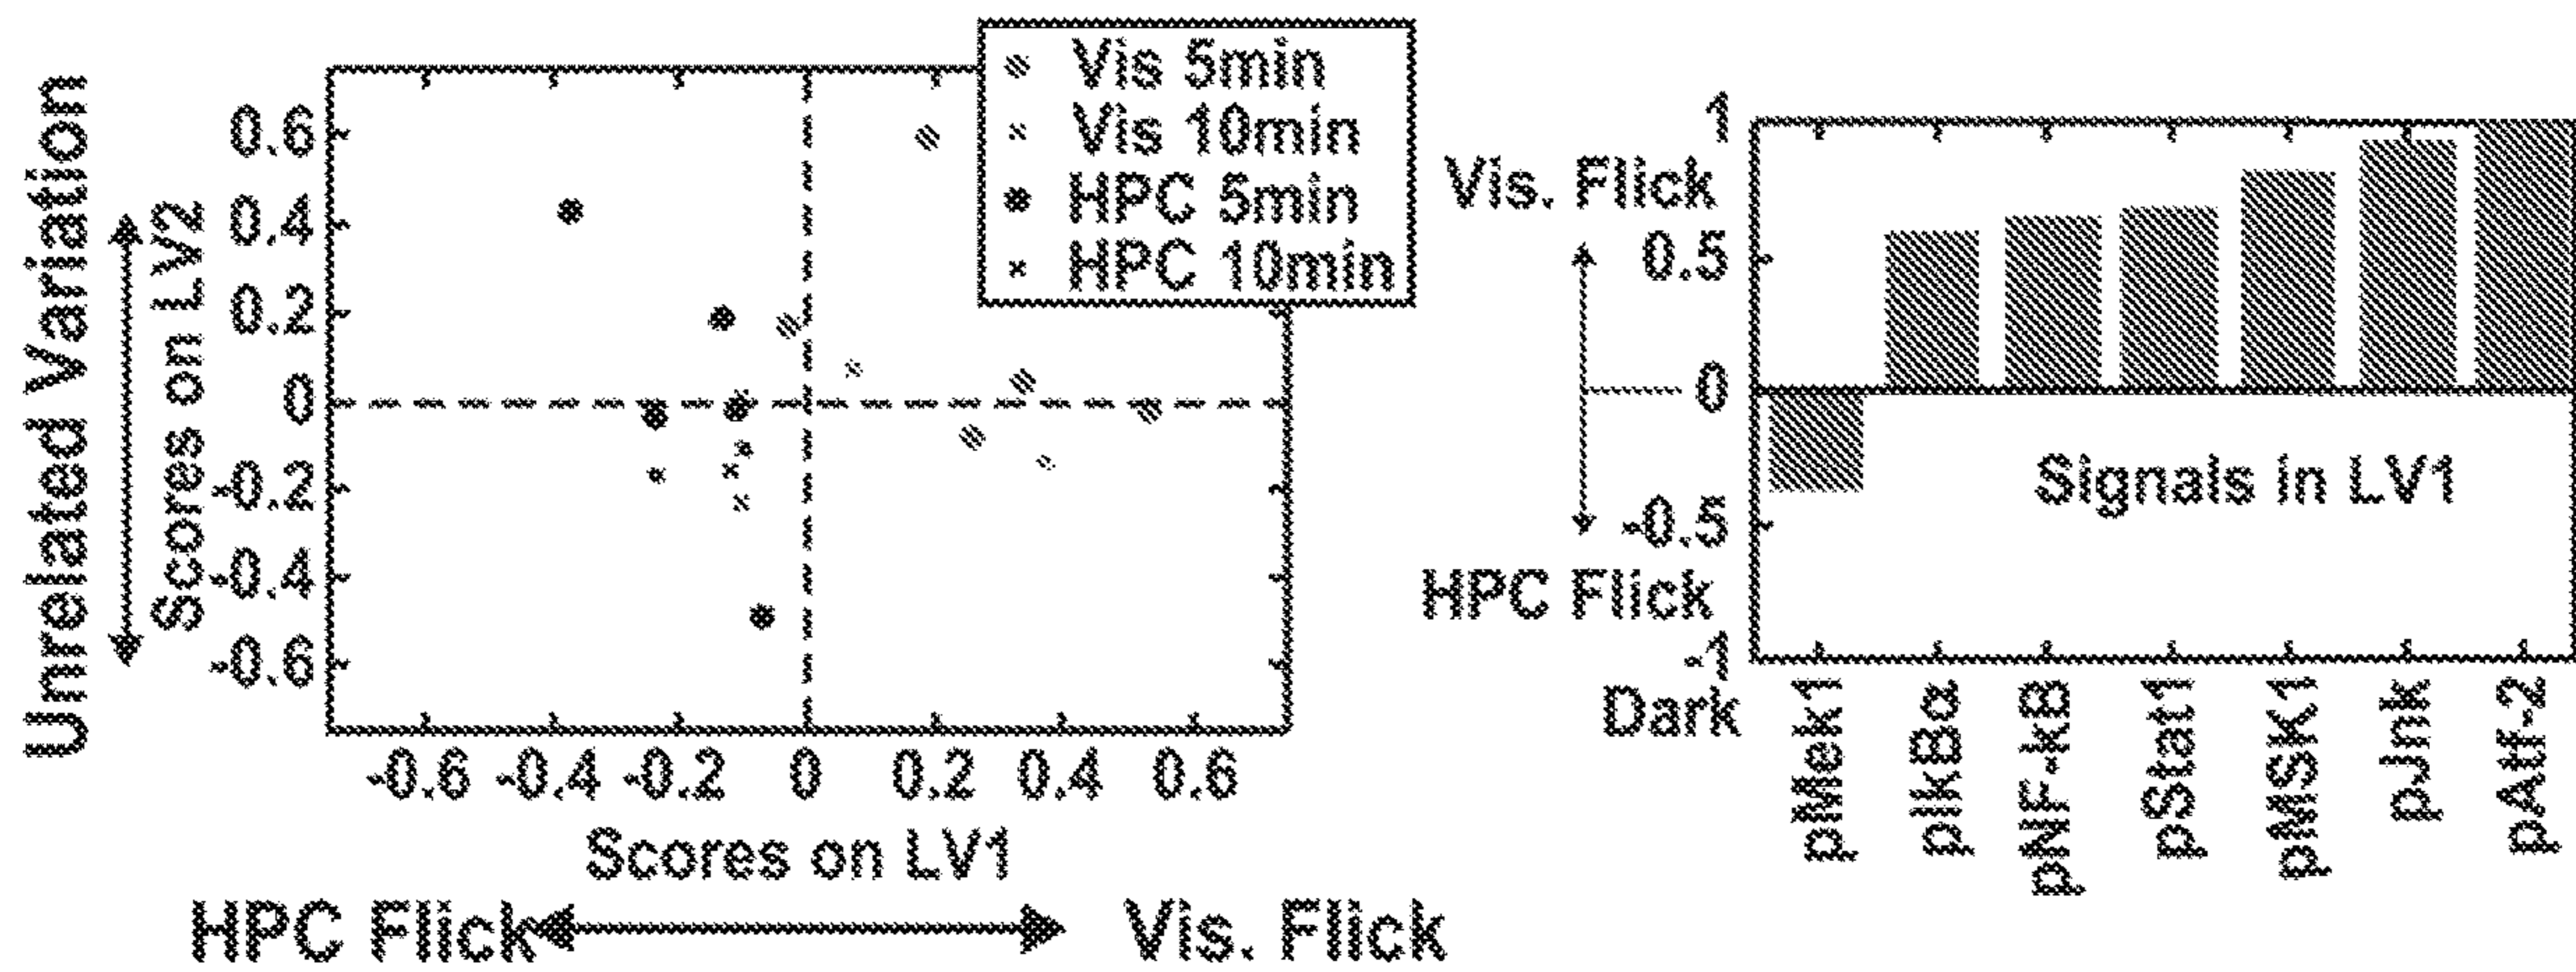 Unrelated Variation
Scores on LV2
0.6
0.4
0.2
0
-0.2
-0.4
-0.6
Vis 5min
Vis 10min
HPC 5min
HPC 10min
-0.6 -0.4 -0.2 0 0.2 0.4 0.6
Scores on LV1
HPC Flick
Vis. Flick
Vis. Flick
HPC Flick
Dark
1
0.5
0
-0.5
-1
Signals in LV1
pMek1
pIkBα
pNF-kB
pStat1
pMSK1
pJnk
pAtf-2